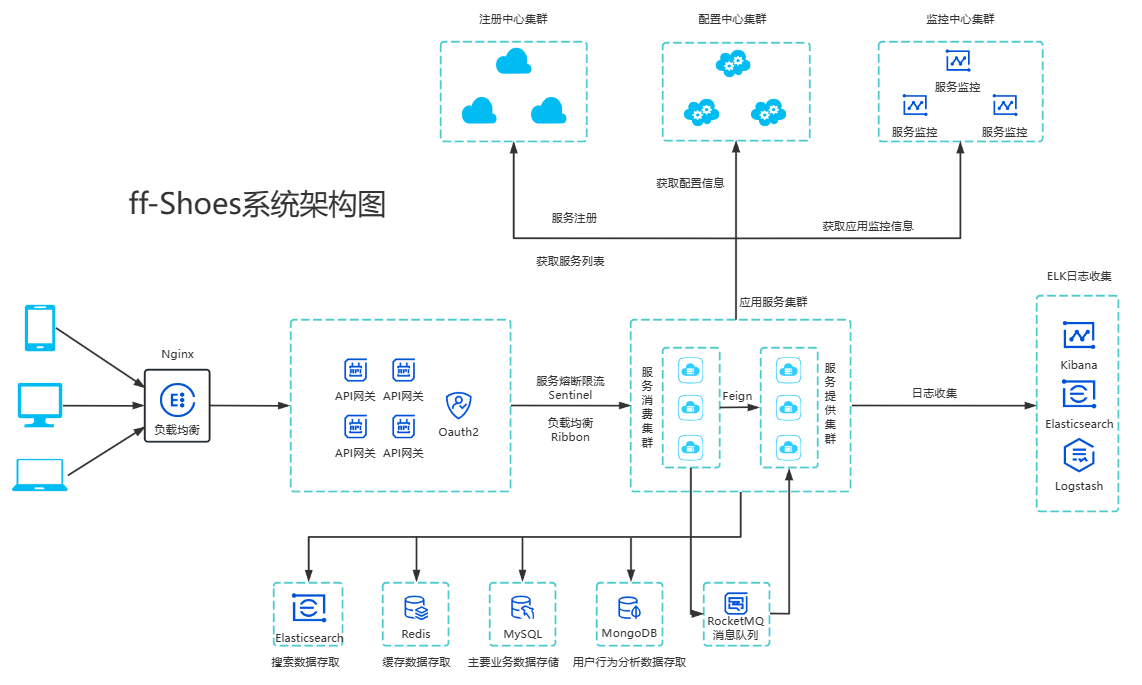 注册中心集群
配置中心集群
监控中心集群
服务监控
服务监控
服务监控
获取配置信息
ff-Shoes系统架构图
服务注册
获取应用监控信息
获取服务列表
ELK日志收集
应用服务集群
Nginx
负载均衡
API网关
API网关
API网关
API网关
Oauth2
服务熔断限流
Sentinel
负载均衡
Ribbon
服务消费集群
Feign
服务提供集群
日志收集
Kibana
Elasticsearch
Logstash
Elasticsearch
搜索数据存取
Redis
缓存数据存取
MySQL
主要业务数据存储
MongoDB
用户行为分析数据存取
RocketMQ
消息队列